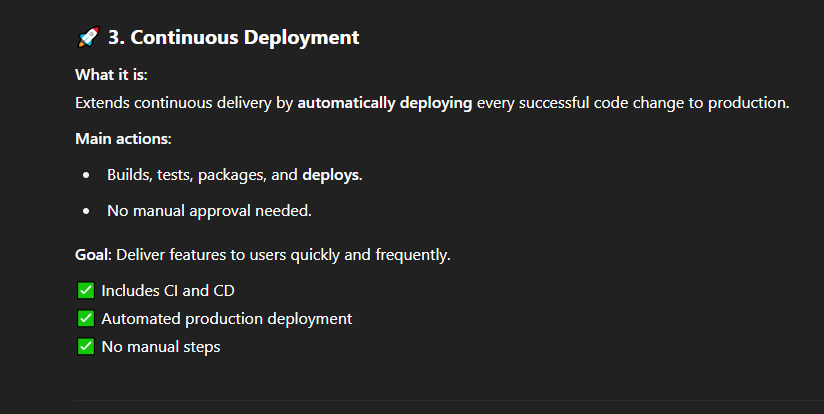 🚀 3. Continuous Deployment
What it is:
Extends continuous delivery by automatically deploying every successful code change to production.
Main actions:
• Builds, tests, packages, and deploys.
• No manual approval needed.
Goal: Deliver features to users quickly and frequently.
✅ Includes CI and CD
✅ Automated production deployment
✅ No manual steps